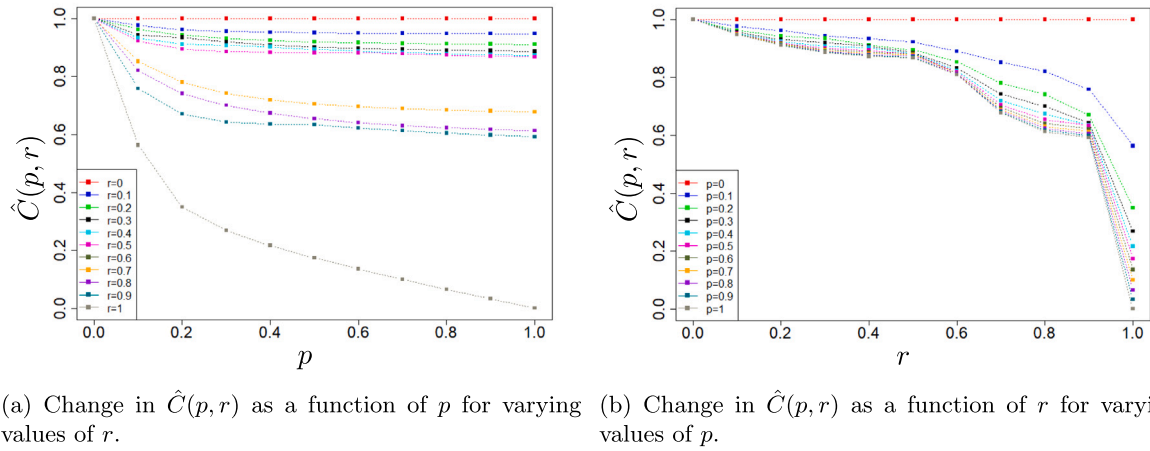 Ĉ(p, r)
1.0
0.8
0.6
0.4
0.2
0.0
r=0
r=0.1
r=0.2
r=0.3
r=0.4
r=0.5
r=0.6
r=0.7
r=0.8
r=0.9
r=1
0.0 0.2 0.4 0.6 0.8 1.0
p
(a) Change in Ĉ(p, r) as a function of p for varying
values of r.
Ĉ(p, r)
1.0
0.8
0.6
0.4
0.2
0.0
p=0
p=0.1
p=0.2
p=0.3
p=0.4
p=0.5
p=0.6
p=0.7
p=0.8
p=0.9
p=1
0.0 0.2 0.4 0.6 0.8 1.0
r
(b) Change in Ĉ(p, r) as a function of r for varyi
values of p.